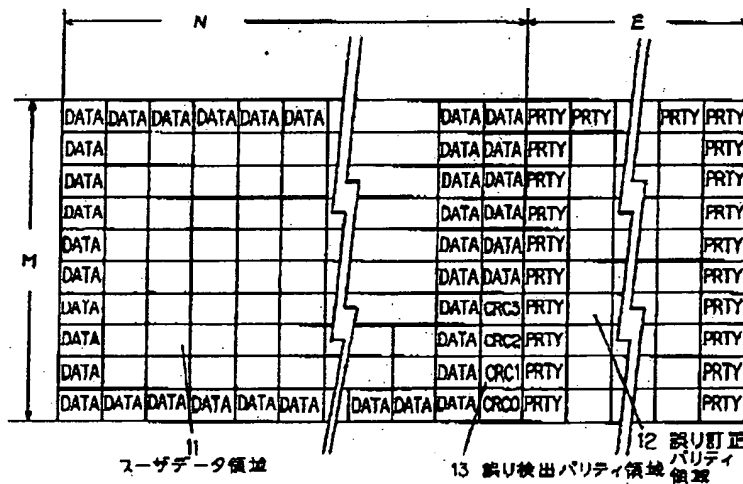 N E
DATA DATA DATA DATA DATA DATA DATA DATA PRTY PRTY PRTY PRTY
DATA DATA DATA PRTY PRTY
DATA DATA DATA PRTY PRTY
DATA DATA DATA PRTY PRTY
M
DATA DATA DATA PRTY PRTY
DATA DATA DATA PRTY PRTY
DATA DATA CRC3 PRTY PRTY
DATA DATA CRC2 PRTY PRTY
DATA DATA CRC1 PRTY PRTY
DATA DATA DATA DATA DATA DATA DATA DATA DATA CRC0 PRTY PRTY
11
ユーザデータ領域
13 誤り検出パリティ領域
12 誤り訂正
パリティ
領域